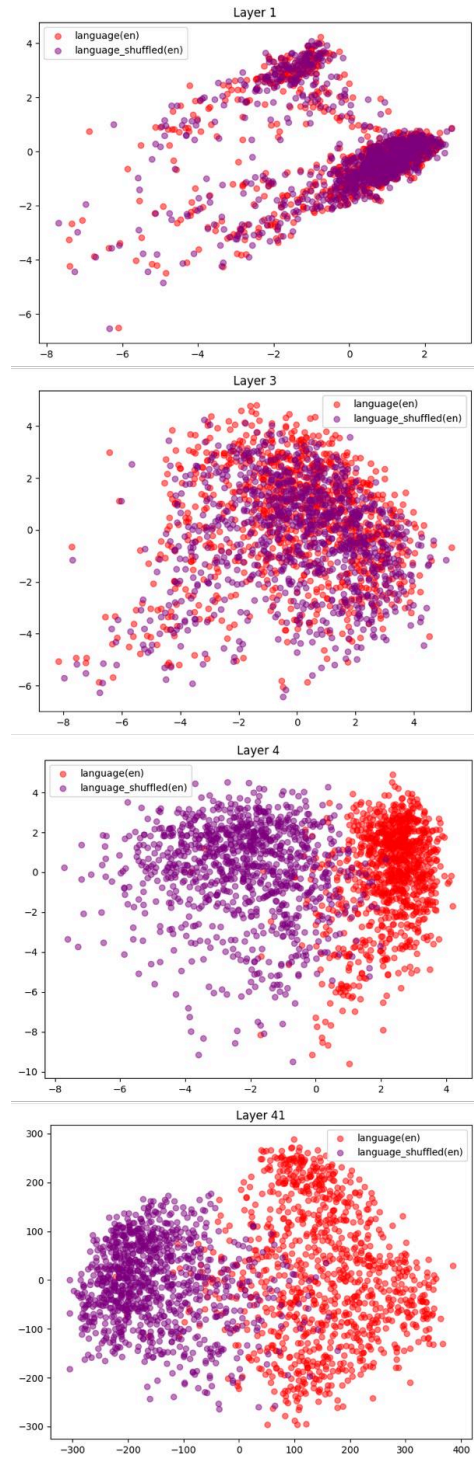 Layer 1
language(en)
language_shuffled(en)
4
2
0
−2
−4
−6
−8 −6 −4 −2 0 2
Layer 3
language(en)
language_shuffled(en)
4
2
0
−2
−4
−6
−8 −6 −4 −2 0 2 4
Layer 4
language(en)
language_shuffled(en)
4
2
0
−2
−4
−6
−8
−10
−8 −6 −4 −2 0 2 4
Layer 41
language(en)
language_shuffled(en)
300
200
100
0
−100
−200
−300
−300 −200 −100 0 100 200 300 400